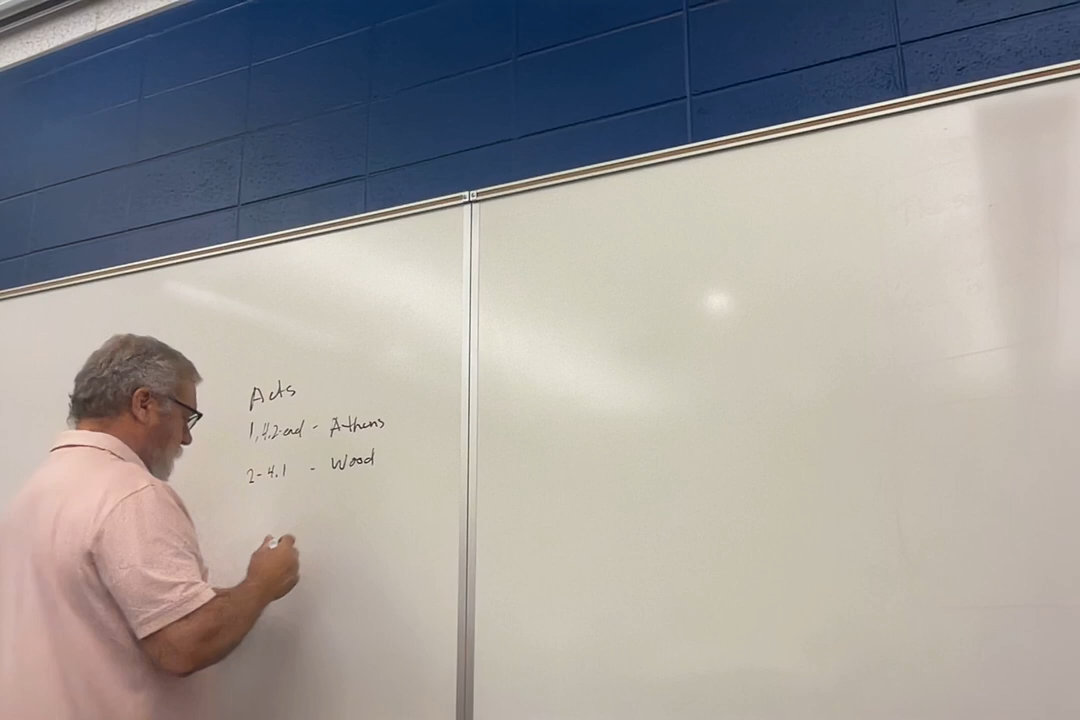 Acts
1, 4.2-end - Athens
2-4.1 - Wood